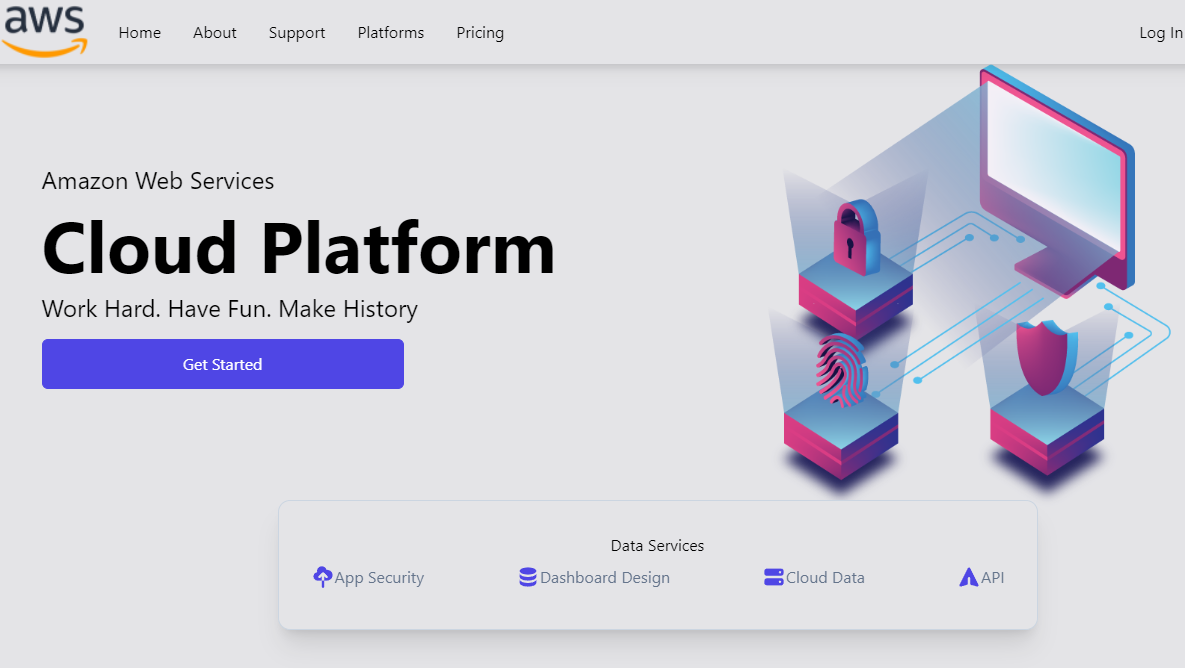 aws
Home About Support Platforms Pricing Log In
Amazon Web Services
Cloud Platform
Work Hard. Have Fun. Make History
Get Started
Data Services
App Security Dashboard Design Cloud Data API